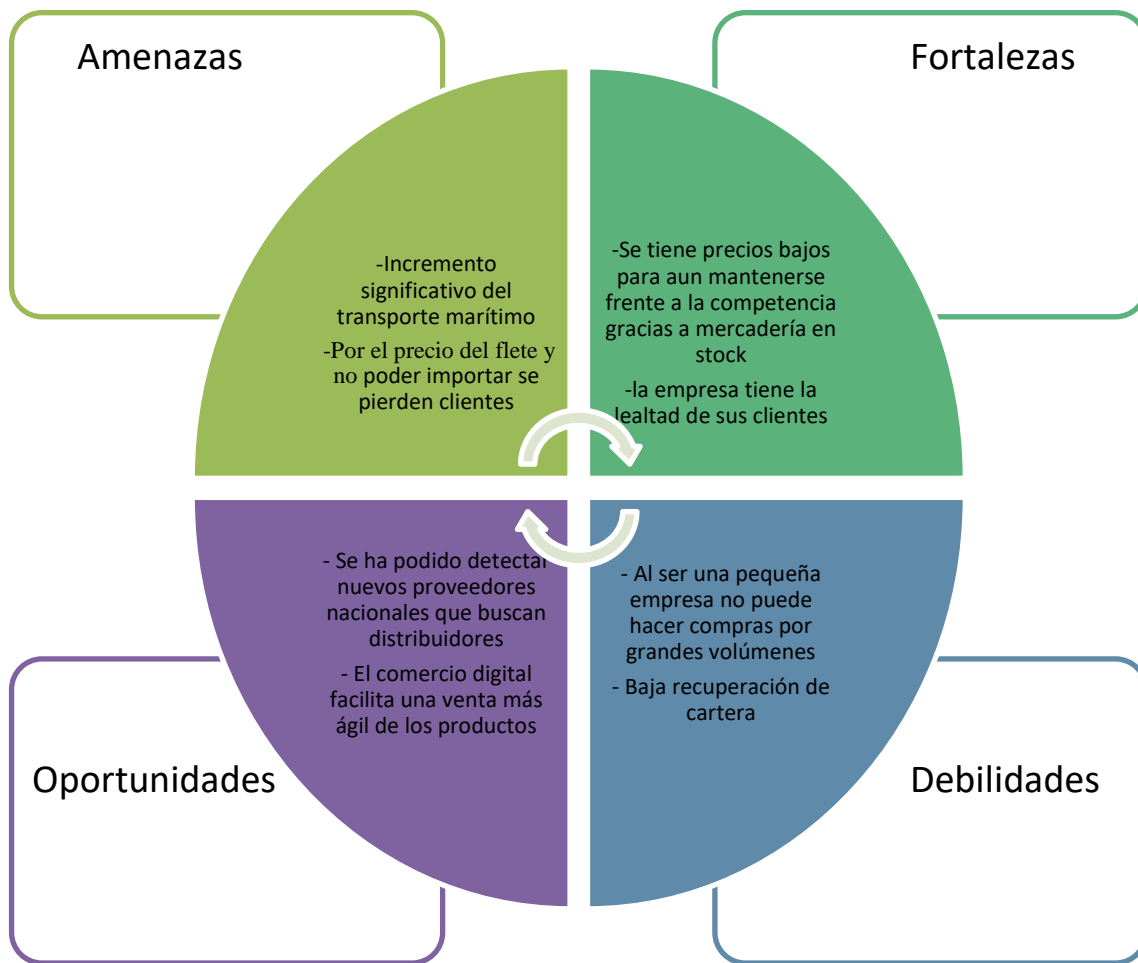 Amenazas
-Incremento
significativo del
transporte marítimo
-Por el precio del flete y
no poder importar se
pierden clientes
Fortalezas
-Se tiene precios bajos
para aun mantenerse
frente a la competencia
gracias a mercadería en
stock
-la empresa tiene la
lealtad de sus clientes
Oportunidades
- Se ha podido detectar
nuevos proveedores
nacionales que buscan
distribuidores
- El comercio digital
facilita una venta más
ágil de los productos
Debilidades
- Al ser una pequeña
empresa no puede
hacer compras por
grandes volúmenes
- Baja recuperación de
cartera